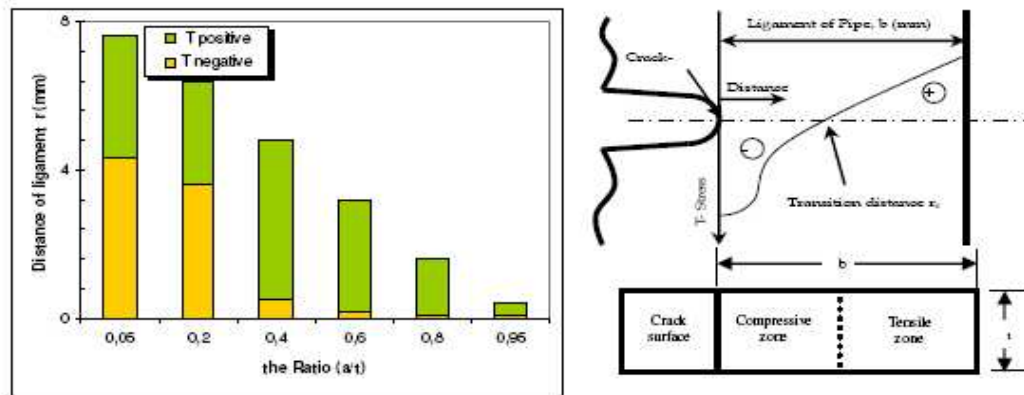 8
T positive
T negative
4
0
Distance of ligament r (mm)
0,05 0,2 0,4 0,6 0,8 0,95
the Ratio (a/t)
Ligament of Pipe, b (mm)
Crack-
Distance
+
-
T- Stress
Transition distance
b
Crack surface
Compressive zone
Tensile zone
t